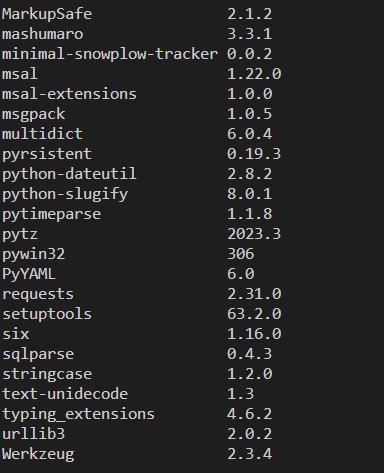 MarkupSafe 2.1.2
mashumaro 3.3.1
minimal-snowplow-tracker 0.0.2
msal 1.22.0
msal-extensions 1.0.0
msgpack 1.0.5
multidict 6.0.4
pyrsistent 0.19.3
python-dateutil 2.8.2
python-slugify 8.0.1
pytimeparse 1.1.8
pytz 2023.3
pywin32 306
PyYAML 6.0
requests 2.31.0
setuptools 63.2.0
six 1.16.0
sqlparse 0.4.3
stringcase 1.2.0
text-unidecode 1.3
typing_extensions 4.6.2
urllib3 2.0.2
Werkzeug 2.3.4